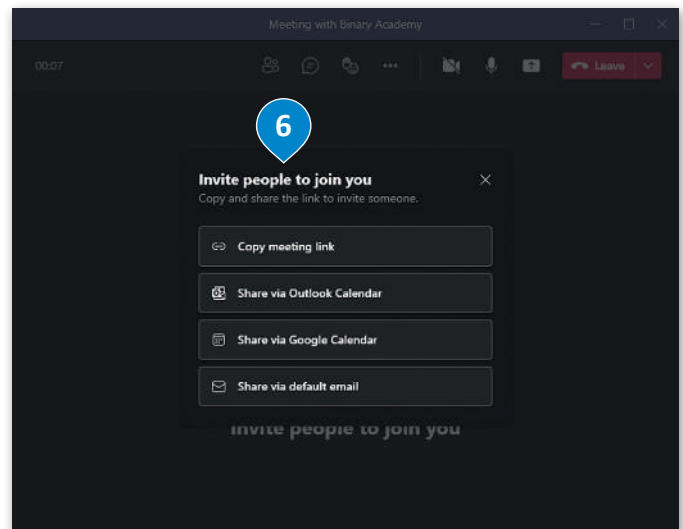 Meeting with Binary Academy
00:07
Leave
6
Invite people to join you
Copy and share the link to invite someone.
Copy meeting link
Share via Outlook Calendar
Share via Google Calendar
Share via default email
Invite people to join you